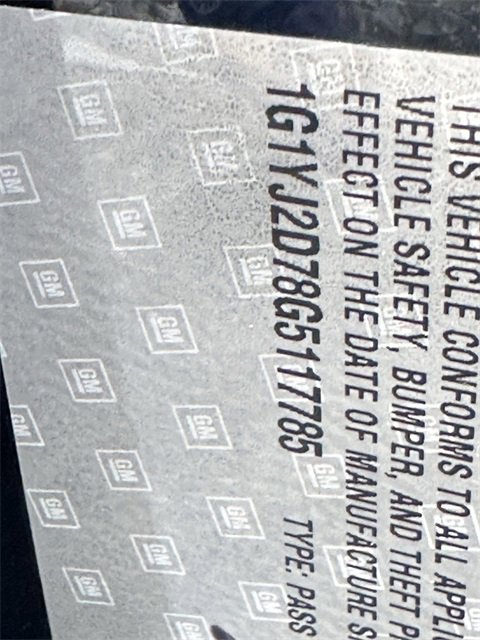 THIS VEHICLE CONFORMS TO ALL
VEHICLE SAFETY, BUMPER, AND THEFT
EFFECT ON THE DATE OF MANUFACTURE
1G1YJ2D78G5117785 TYPE: PASS
GM